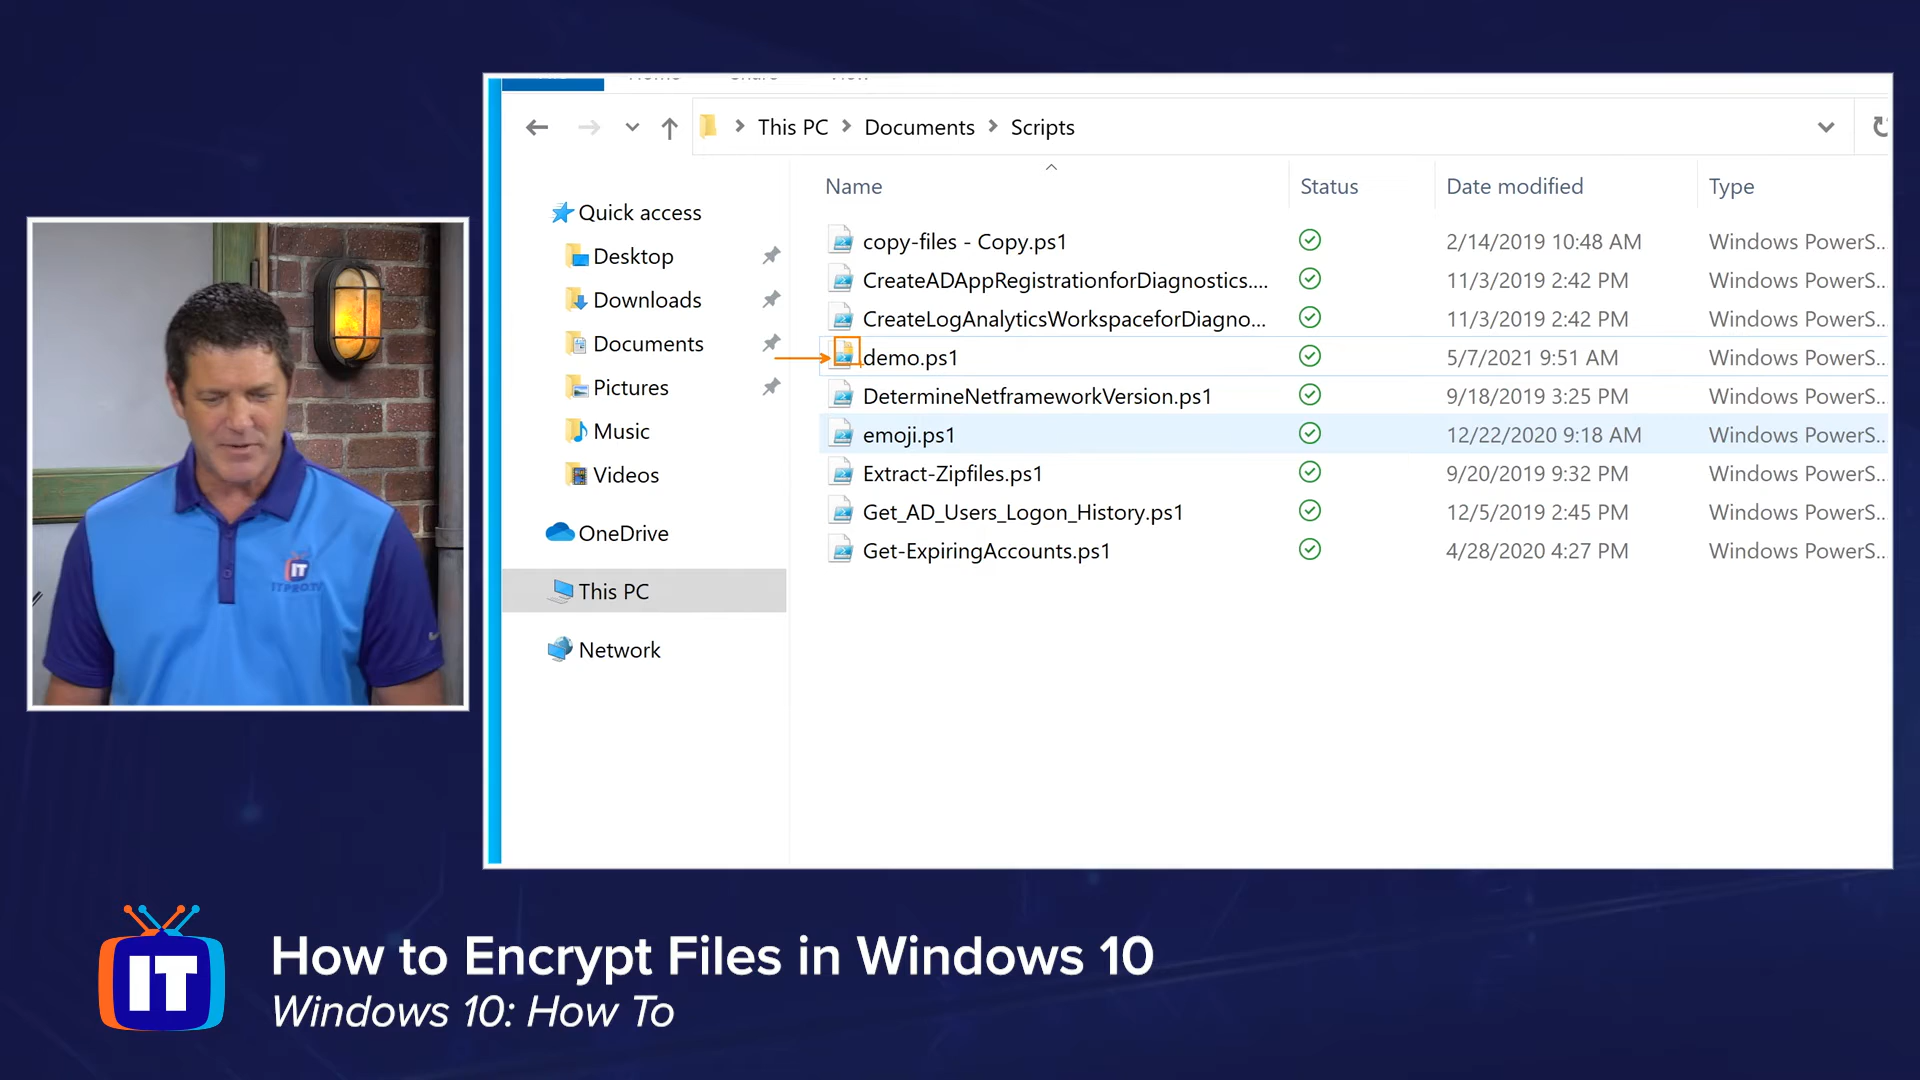 This PC > Documents > Scripts
Name
Status
Date modified
Type
Quick access
Desktop
Downloads
Documents
Pictures
Music
Videos
OneDrive
This PC
Network
copy-files - Copy.ps1 2/14/2019 10:48 AM Windows PowerS...
CreateADAppRegistrationforDiagnostics.... 11/3/2019 2:42 PM Windows PowerS...
CreateLogAnalyticsWorkspaceforDiagno... 11/3/2019 2:42 PM Windows PowerS...
demo.ps1 5/7/2021 9:51 AM Windows PowerS...
DetermineNetframeworkVersion.ps1 9/18/2019 3:25 PM Windows PowerS...
emoji.ps1 12/22/2020 9:18 AM Windows PowerS...
Extract-Zipfiles.ps1 9/20/2019 9:32 PM Windows PowerS...
Get_AD_Users_Logon_History.ps1 12/5/2019 2:45 PM Windows PowerS...
Get-ExpiringAccounts.ps1 4/28/2020 4:27 PM Windows PowerS...
IT
ITPRO.TV
IT
How to Encrypt Files in Windows 10
Windows 10: How To